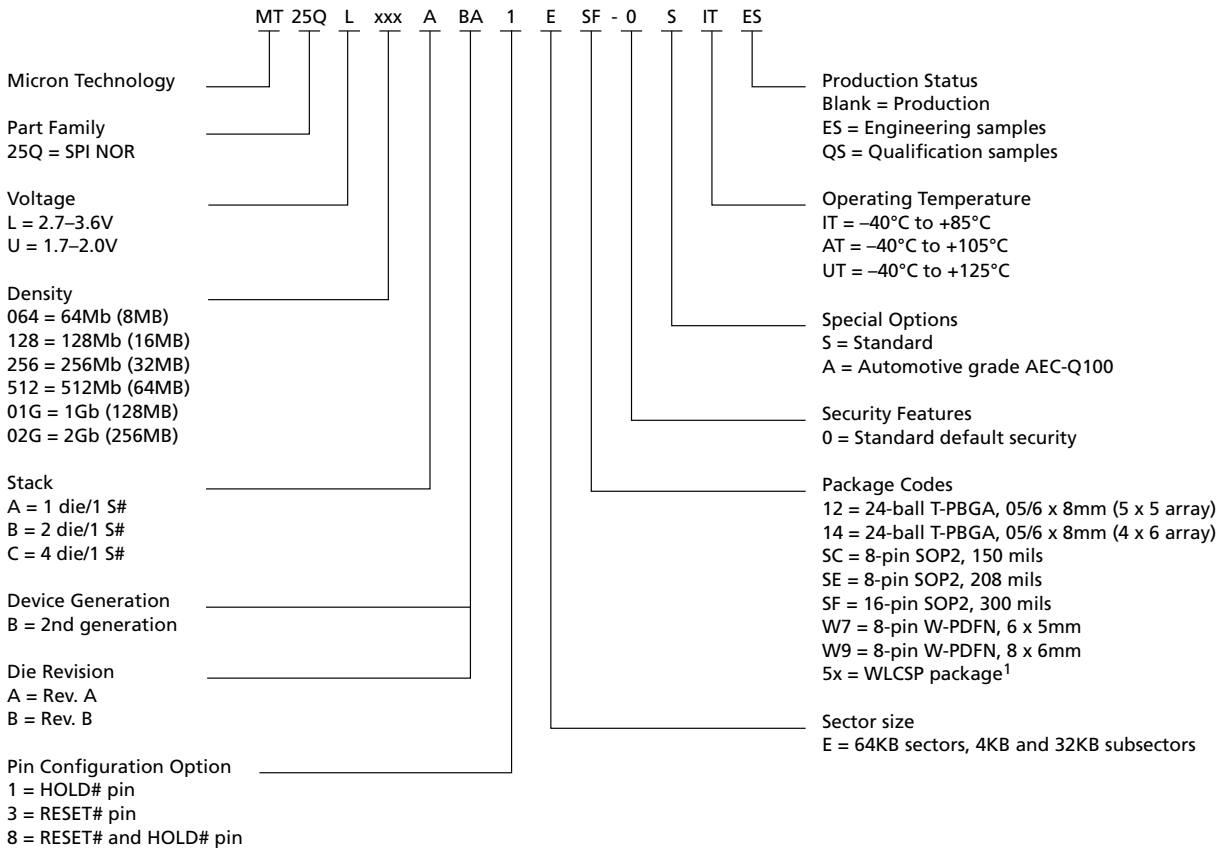 MT 25Q L xxx A BA 1 E SF - 0 S IT ES
Micron Technology
Part Family
25Q = SPI NOR
Voltage
L = 2.7–3.6V
U = 1.7–2.0V
Density
064 = 64Mb (8MB)
128 = 128Mb (16MB)
256 = 256Mb (32MB)
512 = 512Mb (64MB)
01G = 1Gb (128MB)
02G = 2Gb (256MB)
Stack
A = 1 die/1 S#
B = 2 die/1 S#
C = 4 die/1 S#
Device Generation
B = 2nd generation
Die Revision
A = Rev. A
B = Rev. B
Pin Configuration Option
1 = HOLD# pin
3 = RESET# pin
8 = RESET# and HOLD# pin
Production Status
Blank = Production
ES = Engineering samples
QS = Qualification samples
Operating Temperature
IT = –40°C to +85°C
AT = –40°C to +105°C
UT = –40°C to +125°C
Special Options
S = Standard
A = Automotive grade AEC-Q100
Security Features
0 = Standard default security
Package Codes
12 = 24-ball T-PBGA, 05/6 x 8mm (5 x 5 array)
14 = 24-ball T-PBGA, 05/6 x 8mm (4 x 6 array)
SC = 8-pin SOP2, 150 mils
SE = 8-pin SOP2, 208 mils
SF = 16-pin SOP2, 300 mils
W7 = 8-pin W-PDFN, 6 x 5mm
W9 = 8-pin W-PDFN, 8 x 6mm
5x = WLCSP package1
Sector size
E = 64KB sectors, 4KB and 32KB subsectors